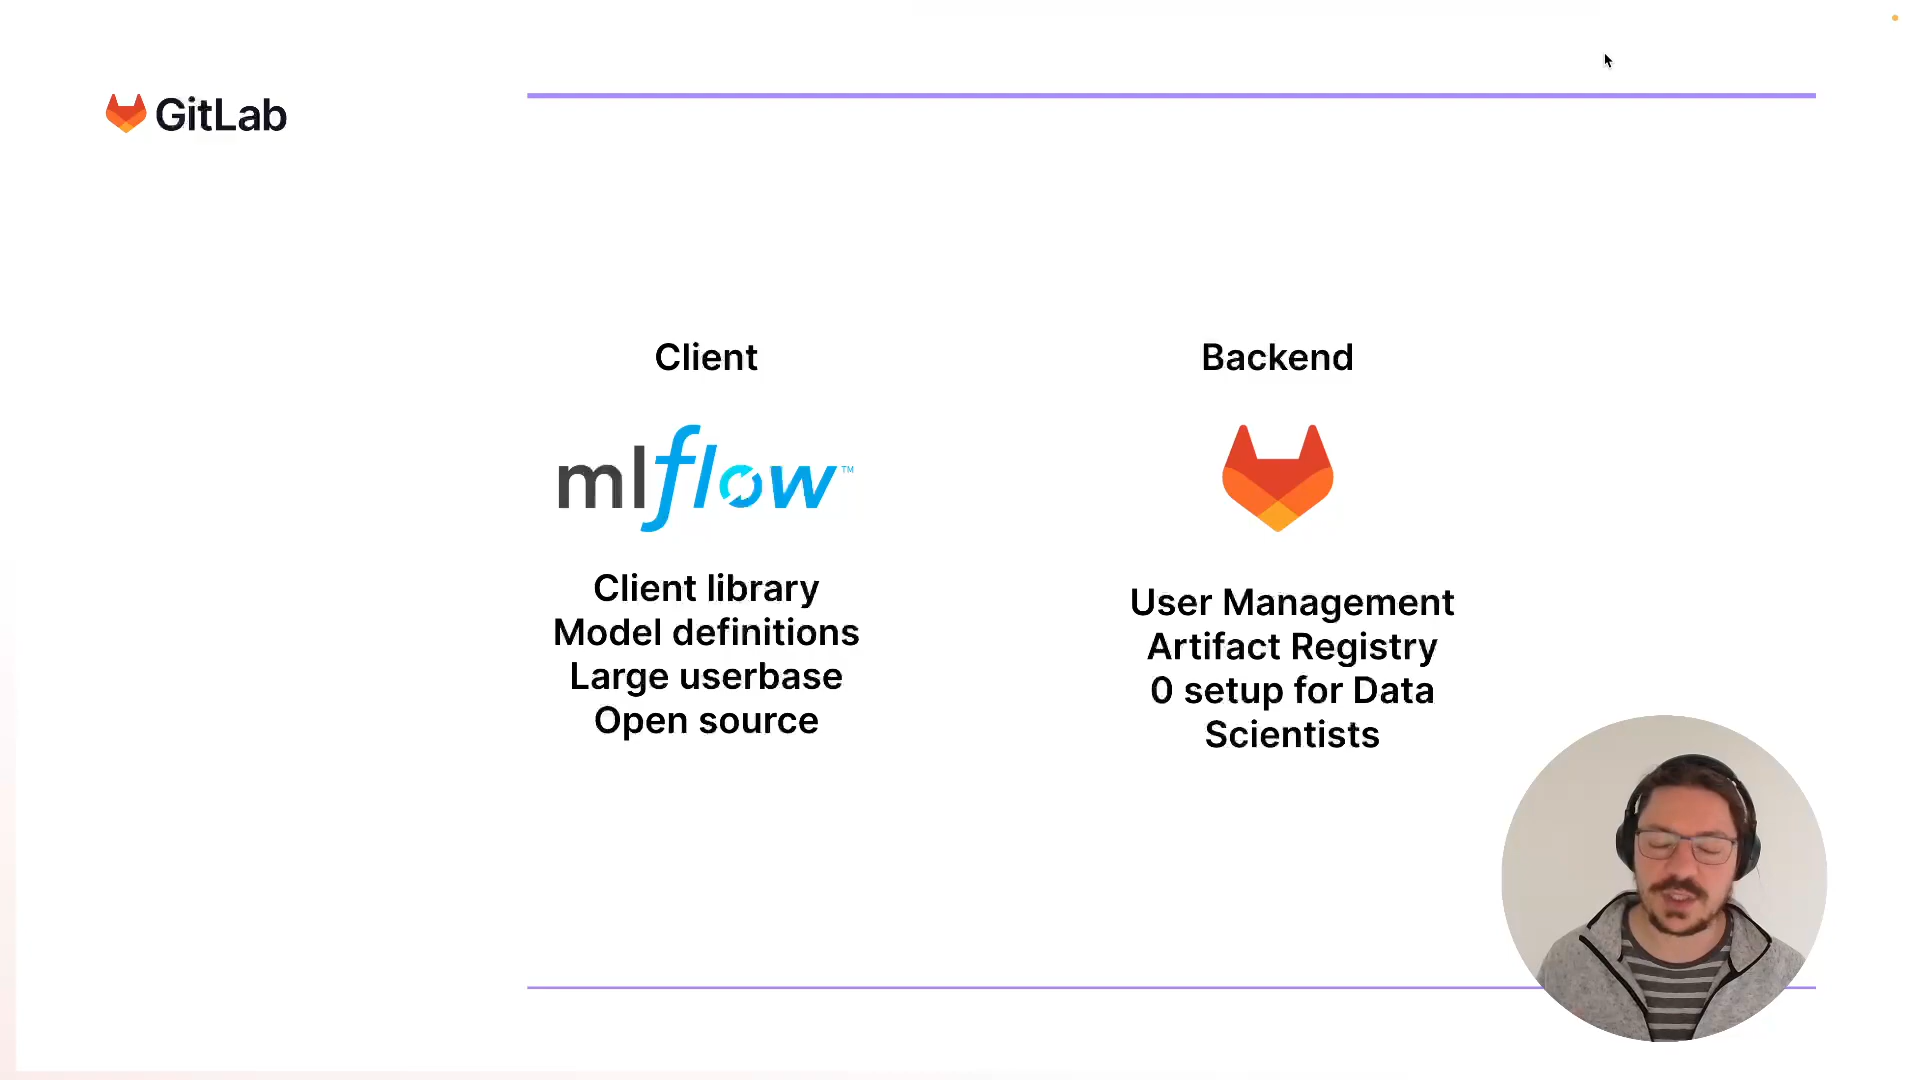 GitLab
Client
Backend
mlflow™
Client library
Model definitions
Large userbase
Open source
User Management
Artifact Registry
0 setup for Data
Scientists